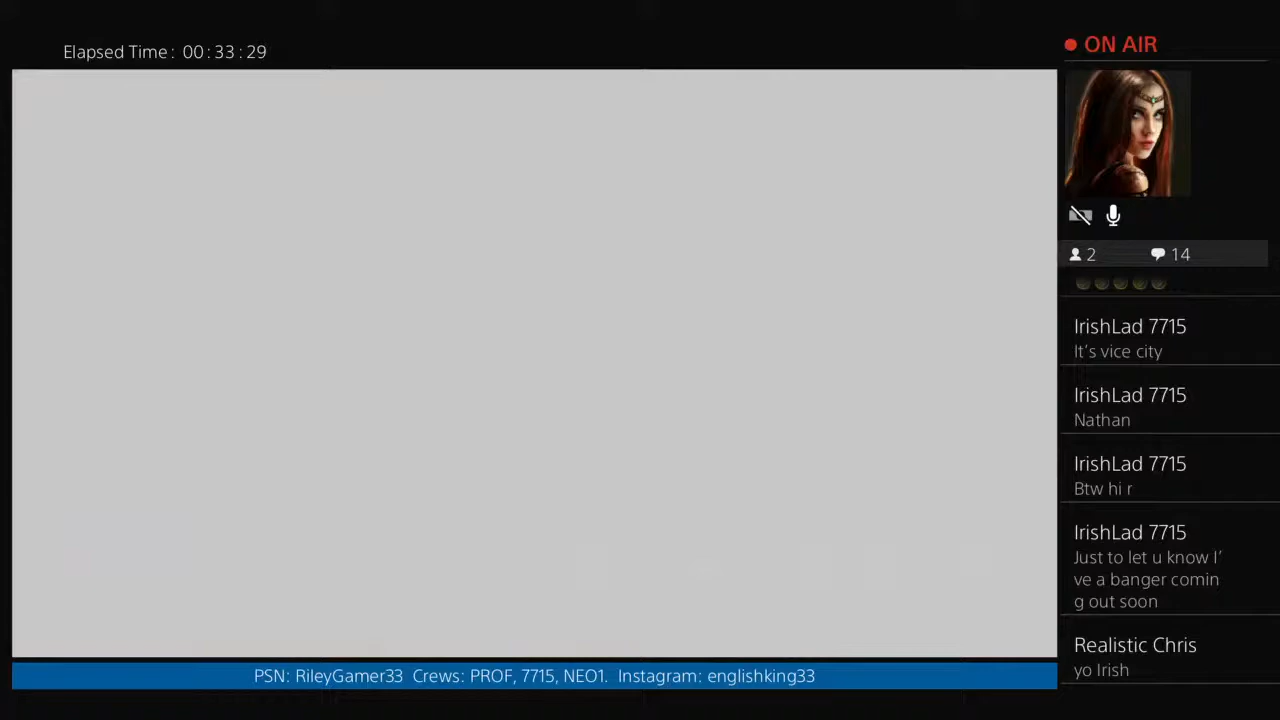 Elapsed Time: 00:33:29
ON AIR
2
14
IrishLad 7715
It's vice city
IrishLad 7715
Nathan
IrishLad 7715
Btw hi r
IrishLad 7715
Just to let u know I'
ve a banger comin
g out soon
Realistic Chris
yo Irish
PSN: RileyGamer33 Crews: PROF, 7715, NEO1. Instagram: englishking33